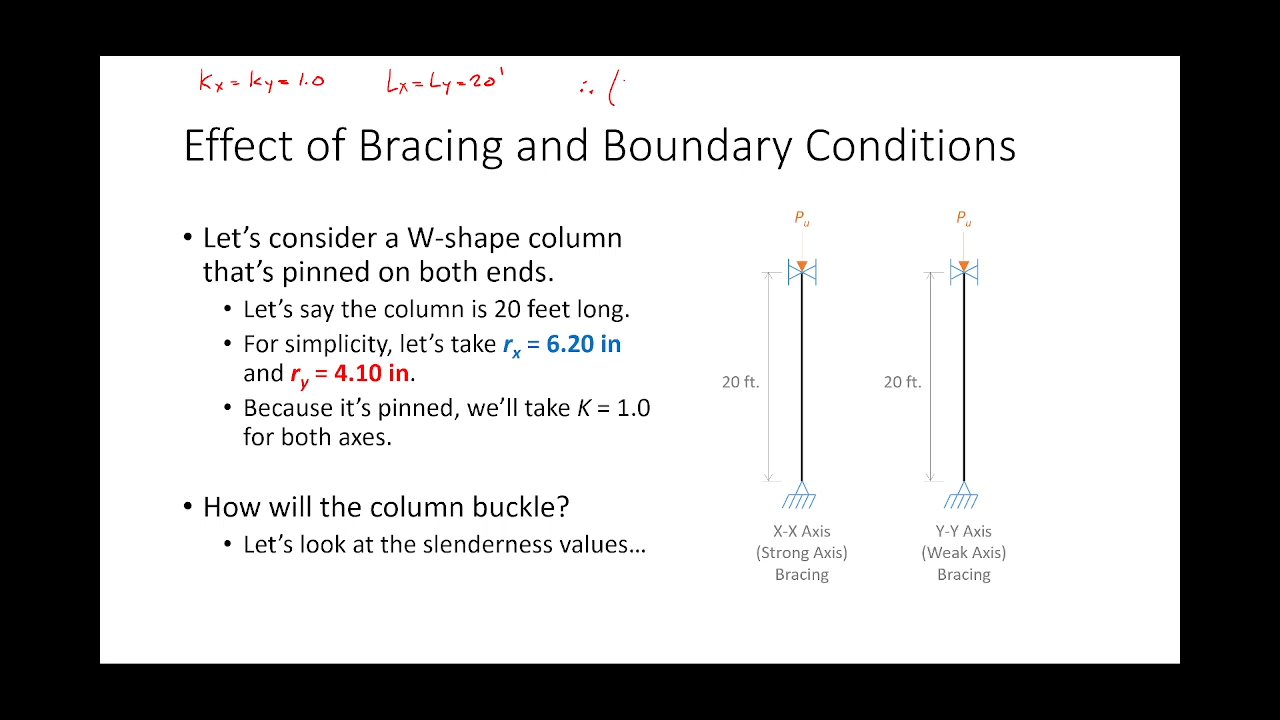 Kx = Ky = 1.0 Lx = Ly = 20' ∴ (
Effect of Bracing and Boundary Conditions
• Let's consider a W-shape column
that's pinned on both ends.
• Let's say the column is 20 feet long.
• For simplicity, let's take rx = 6.20 in
and ry = 4.10 in.
• Because it's pinned, we'll take K = 1.0
for both axes.
• How will the column buckle?
• Let's look at the slenderness values…
Pu
20 ft.
X-X Axis
(Strong Axis)
Bracing
Pu
20 ft.
Y-Y Axis
(Weak Axis)
Bracing